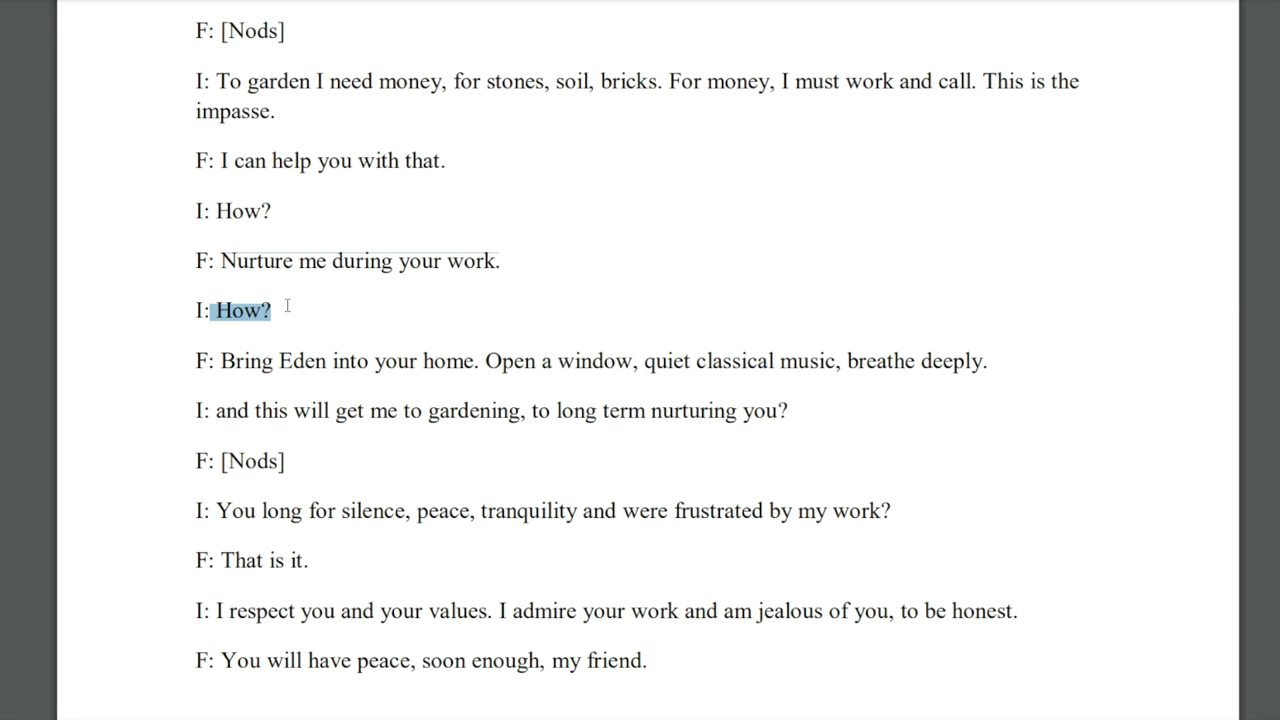 F: [Nods]
I: To garden I need money, for stones, soil, bricks. For money, I must work and call. This is the
impasse.
F: I can help you with that.
I: How?
F: Nurture me during your work.
I: How?
F: Bring Eden into your home. Open a window, quiet classical music, breathe deeply.
I: and this will get me to gardening, to long term nurturing you?
F: [Nods]
I: You long for silence, peace, tranquility and were frustrated by my work?
F: That is it.
I: I respect you and your values. I admire your work and am jealous of you, to be honest.
F: You will have peace, soon enough, my friend.